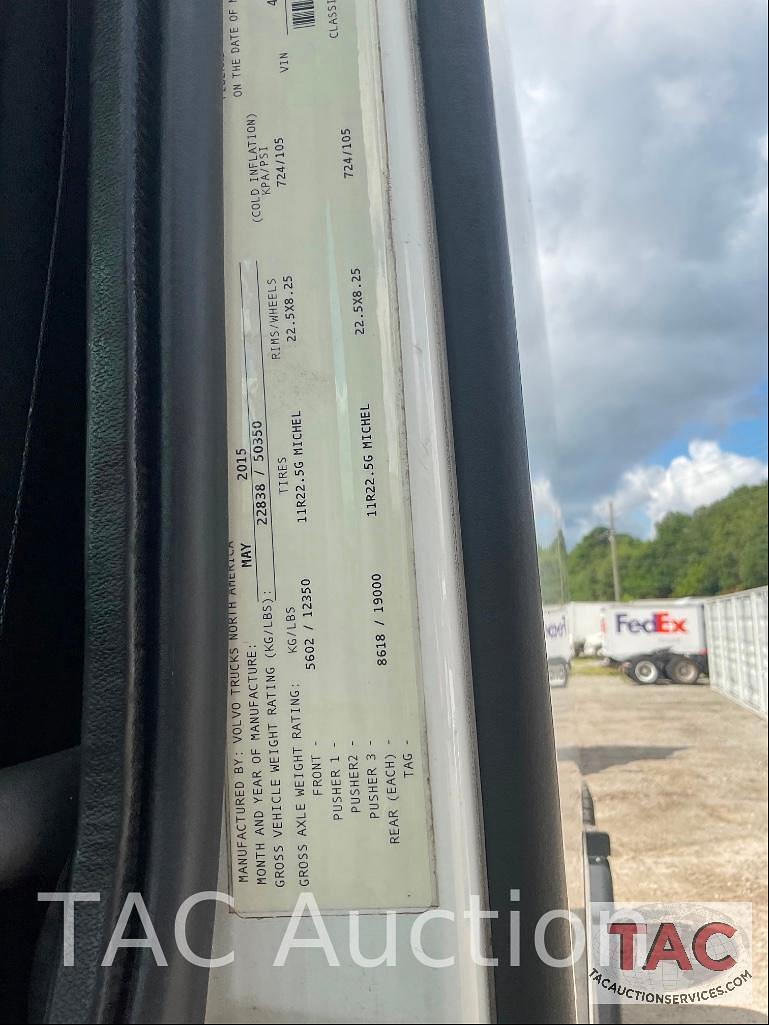 ON THE DATE OF
VIN 4
CLASSI
MANUFACTURED BY: VOLVO TRUCKS NORTH AMERICA
MONTH AND YEAR OF MANUFACTURE: MAY 2015
GROSS VEHICLE WEIGHT RATING (KG/LBS): 22838 / 50350
GROSS AXLE WEIGHT RATING: KG/LBS TIRES RIMS/WHEELS (COLD INFLATION) KPA/PSI
FRONT - 5602 / 12350 11R22.5G MICHEL 22.5X8.25 724/105
PUSHER 1 -
PUSHER2 -
PUSHER 3 -
REAR (EACH) - 8618 / 19000 11R22.5G MICHEL 22.5X8.25 724/105
TAG -
FedEx
TAC Auction
TAC
TACAUCTIONSERVICES.COM